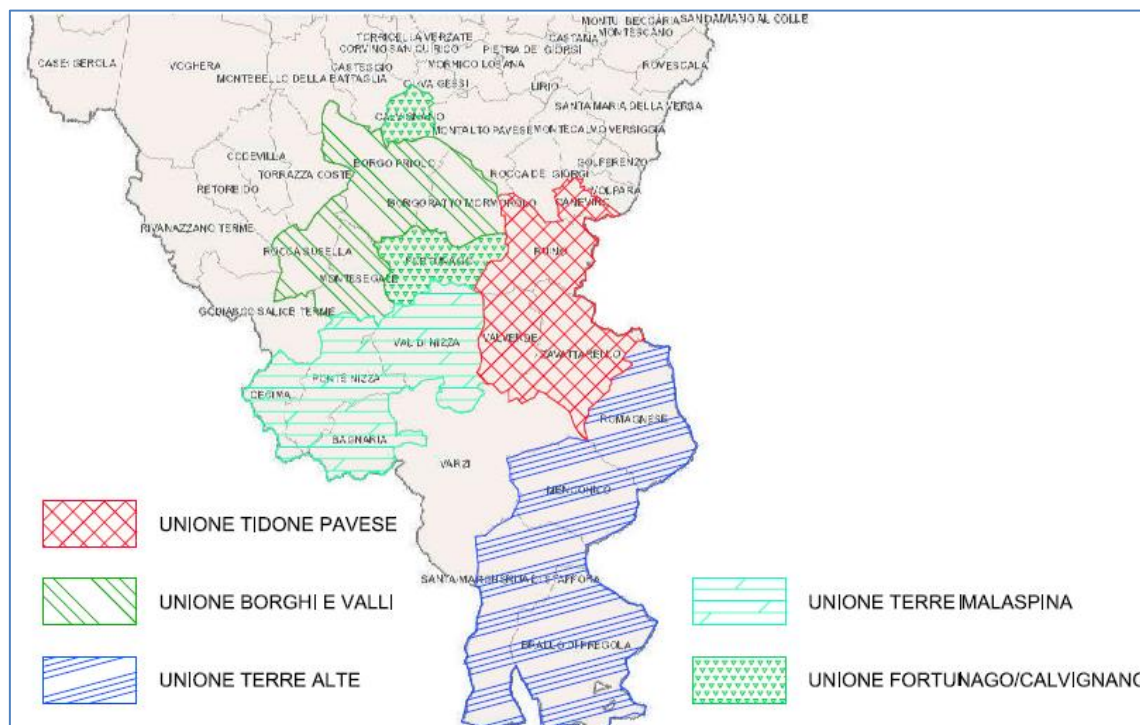 MONTU' BECCARIA
SAN DAMIANO AL COLLE
TORRICELLA VERZATE
CASTANA
MONTESCANO
CORVINO SAN QUIRICO
PIETRA DE' GIORGI
CASEI GEROLA
VOGHERA
CASTEGGIO
MORNICO LOSANA
ROVESCALA
MONTEBELLO DELLA BATTAGLIA
OLIVA GESSI
LIRIO
SANTA MARIA DELLA VERSA
CALVIGNANO
MONTALTO PAVESE
MONTECALVO VERSIGGIA
CODEVILLA
BORGO PRIOLO
GOLFERENZO
TORRAZZA COSTE
ROCCA DE' GIORGI
RETORBIDO
VOLPARA
BORGORATTO MORMOROLO
CANEVINO
RIVANAZZANO TERME
ROCCA SUSELLA
RUINO
FORTUNAGO
MONTESEGALE
GODIASCO SALICE TERME
VAL DI NIZZA
VALVERDE
ZAVATTARELLO
PONTE NIZZA
CECIMA
ROMAGNESE
BAGNARIA
VARZI
MENCONICO
UNIONE TIDONE PAVESE
SANTA MARGHERITA DI STAFFORA
UNIONE BORGHI E VALLI
UNIONE TERRE MALASPINA
BRALLO DI PREGOLA
UNIONE TERRE ALTE
UNIONE FORTUNAGO/CALVIGNANO